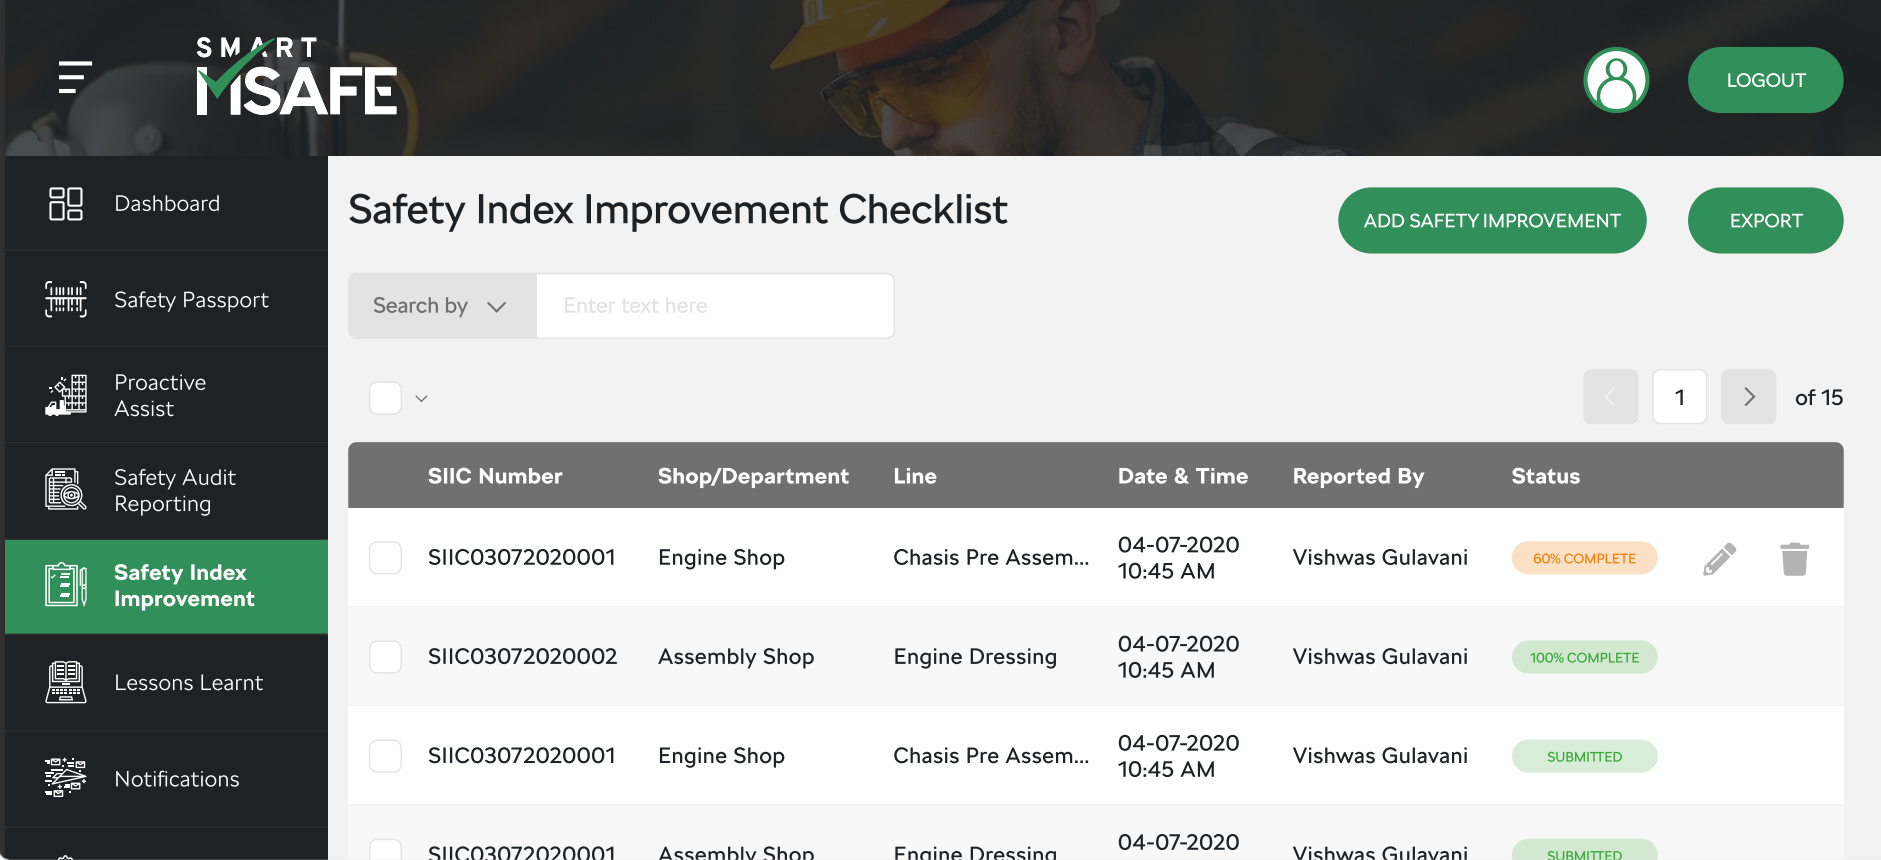 SMART
MSAFE
LOGOUT
Dashboard
Safety Passport
Proactive
Assist
Safety Audit
Reporting
Safety Index
Improvement
Lessons Learnt
Notifications
Safety Index Improvement Checklist
ADD SAFETY IMPROVEMENT
EXPORT
Search by
Enter text here
1
of 15
SIIC Number Shop/Department Line Date & Time Reported By Status
SIIC03072020001 Engine Shop Chasis Pre Assem... 04-07-2020 Vishwas Gulavani 60% COMPLETE
10:45 AM
SIIC03072020002 Assembly Shop Engine Dressing 04-07-2020 Vishwas Gulavani 100% COMPLETE
10:45 AM
SIIC03072020001 Engine Shop Chasis Pre Assem... 04-07-2020 Vishwas Gulavani SUBMITTED
10:45 AM
SIIC03072020001 Assembly Shop Engine Dressing 04-07-2020 Vishwas Gulavani SUBMITTED